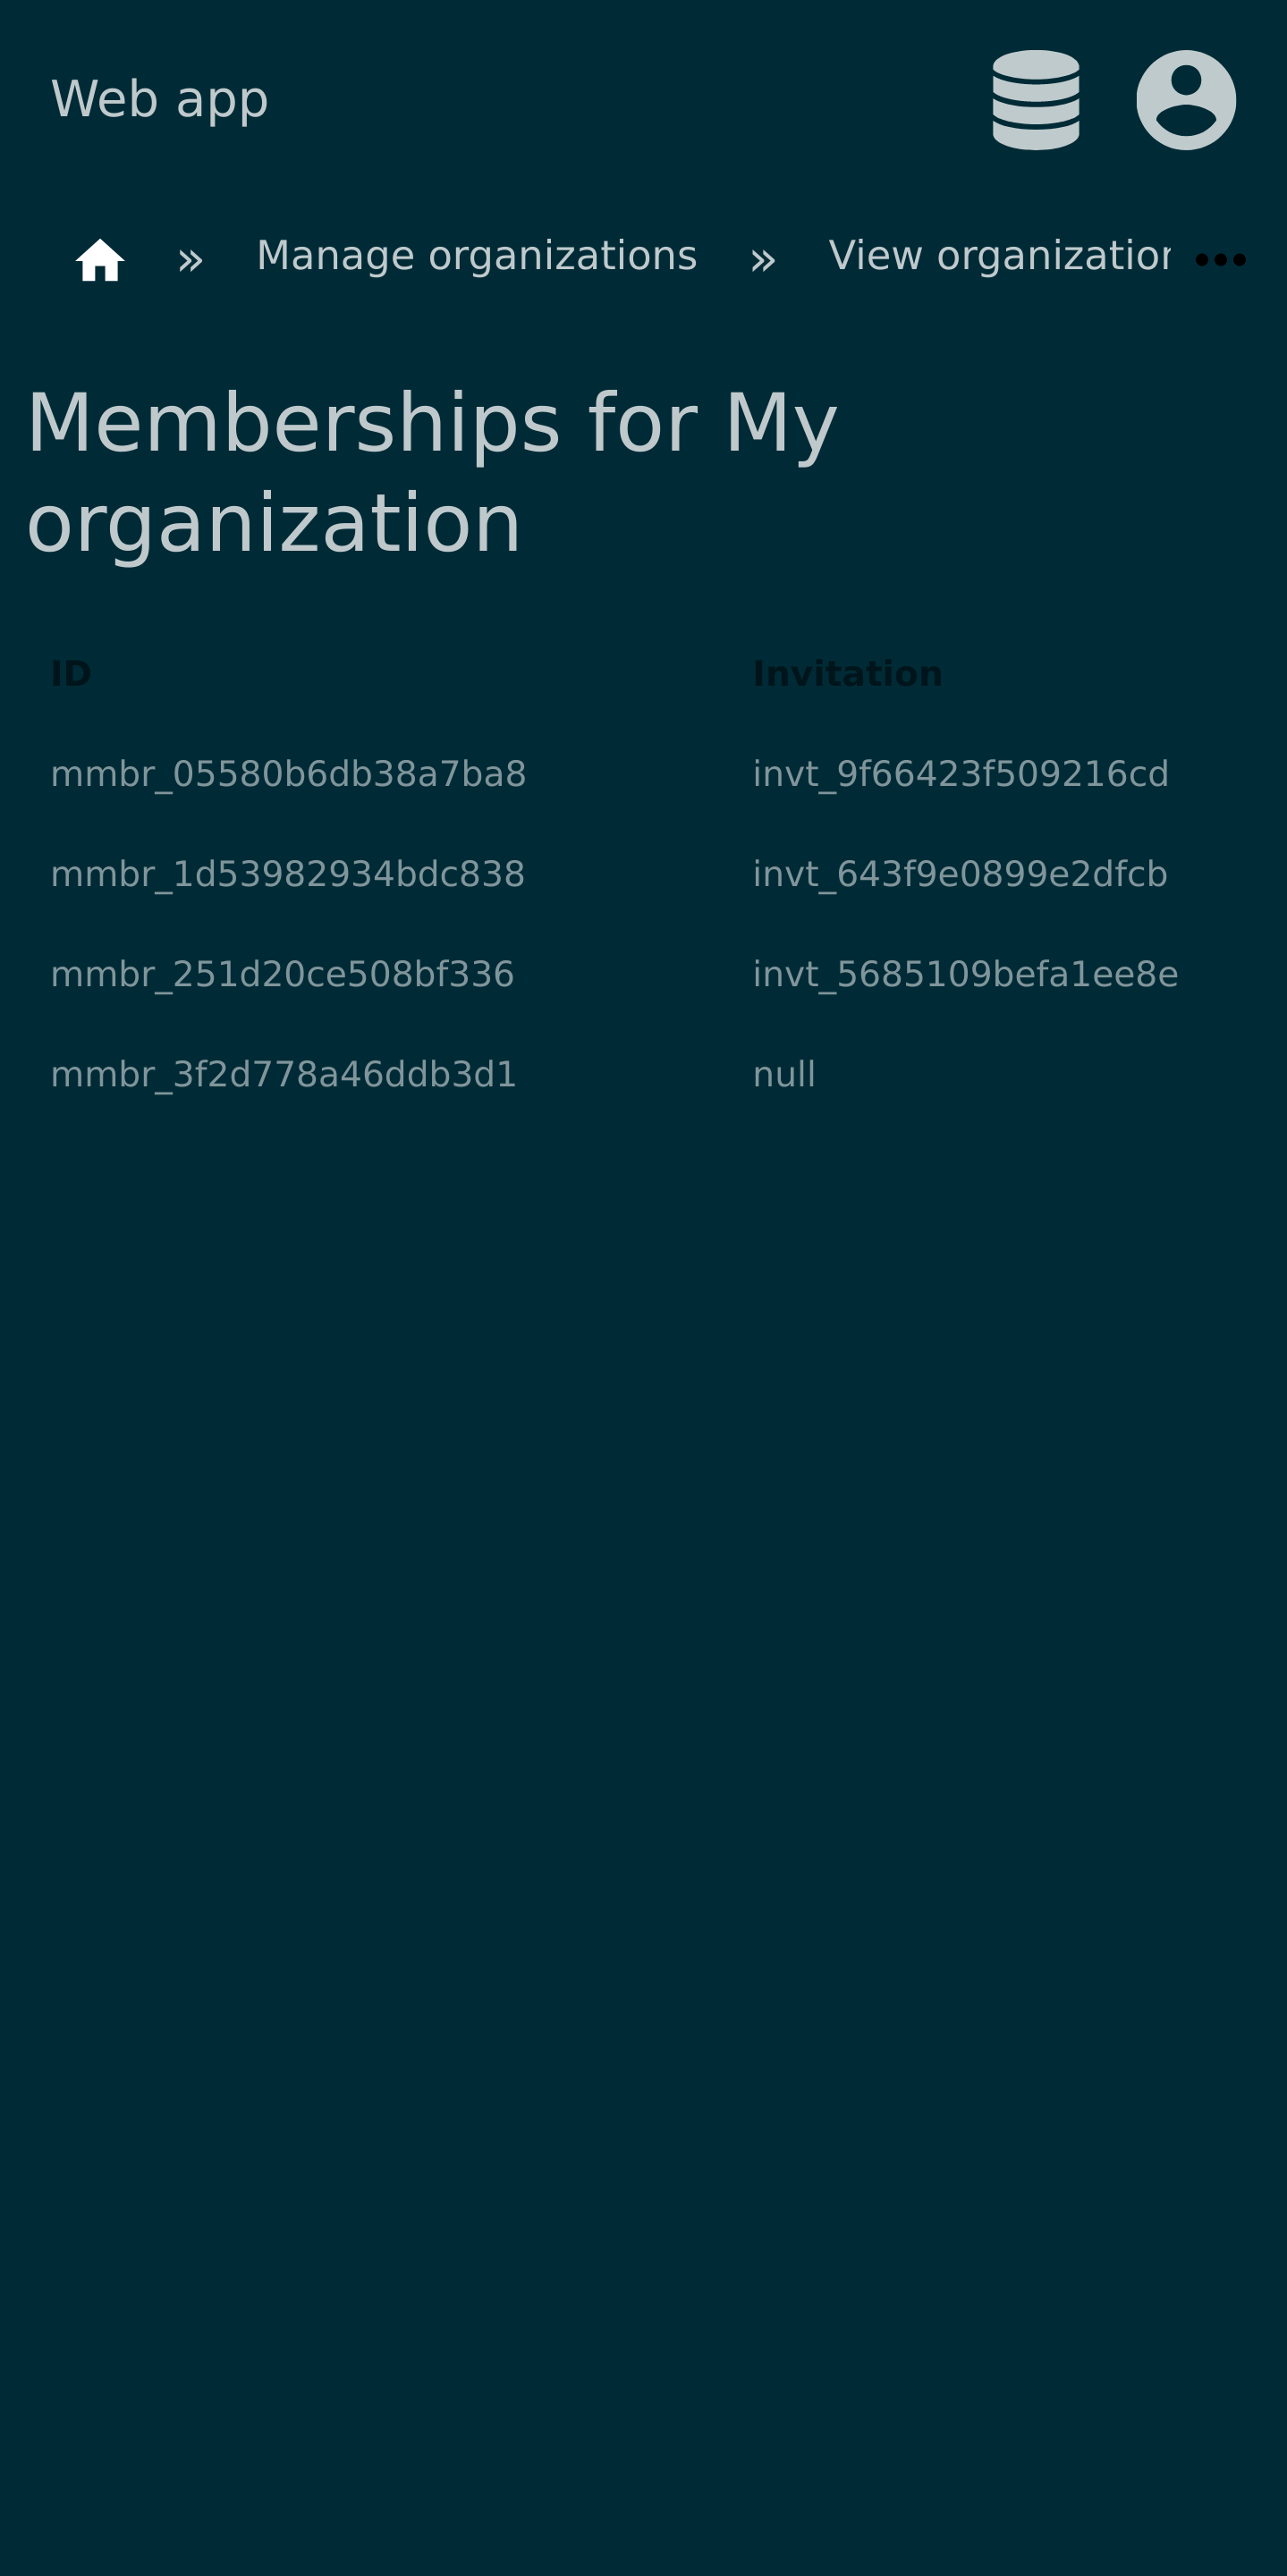 Web app
» Manage organizations » View organization •••
Memberships for My
organization
ID Invitation
mmbr_05580b6db38a7ba8 invt_9f66423f509216cd
mmbr_1d53982934bdc838 invt_643f9e0899e2dfcb
mmbr_251d20ce508bf336 invt_5685109befa1ee8e
mmbr_3f2d778a46ddb3d1 null